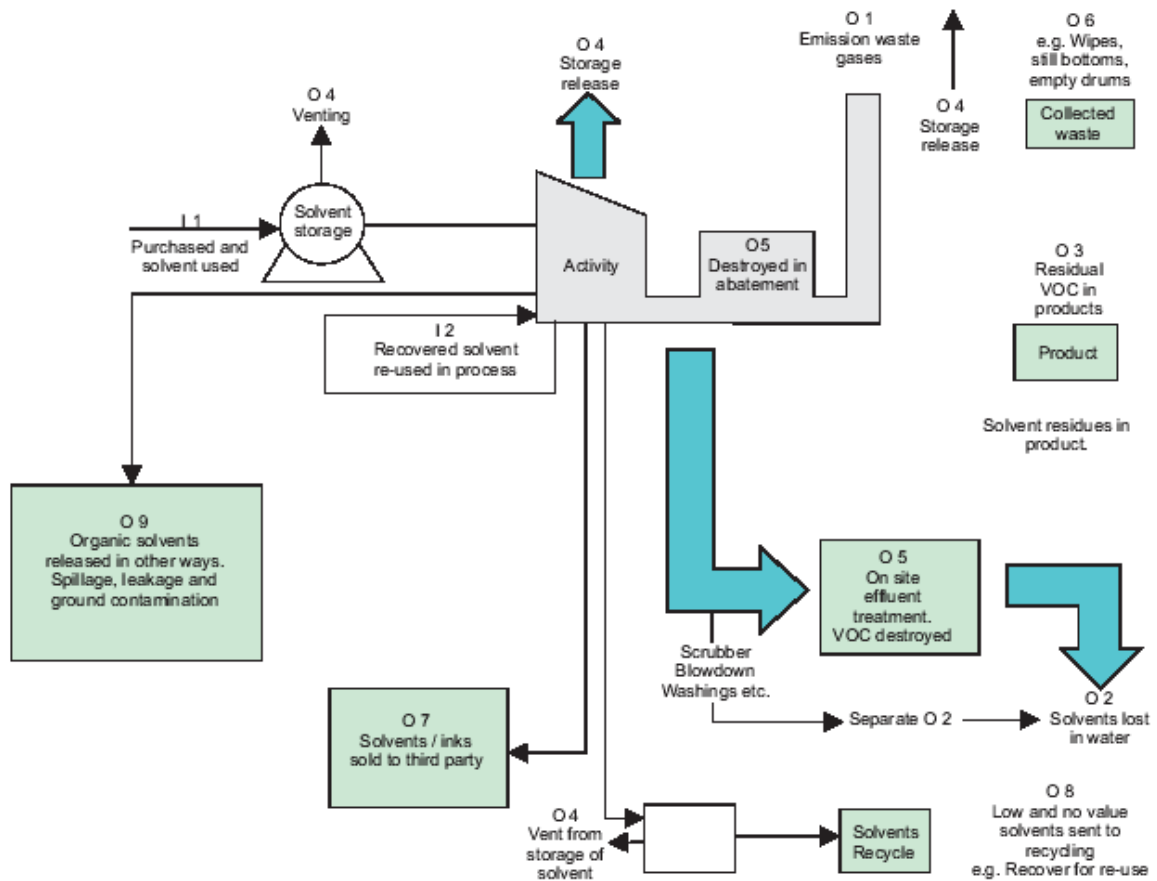 O 1
Emission waste
gases
O 6
e.g. Wipes,
still bottoms,
empty drums
Collected
waste
O 4
Storage
release
O 4
Storage
release
O 4
Venting
Solvent
storage
I 1
Purchased and
solvent used
Activity
O 5
Destroyed in
abatement
O 3
Residual
VOC in
products
Product
Solvent residues in
product.
I 2
Recovered solvent
re-used in process
O 9
Organic solvents
released in other ways.
Spillage, leakage and
ground contamination
O 5
On site
effluent
treatment.
VOC destroyed
Scrubber
Blowdown
Washings etc.
Separate O 2
O 2
Solvents lost
in water
O 7
Solvents / inks
sold to third party
O 4
Vent from
storage of
solvent
Solvents
Recycle
O 8
Low and no value
solvents sent to
recycling
e.g. Recover for re-use